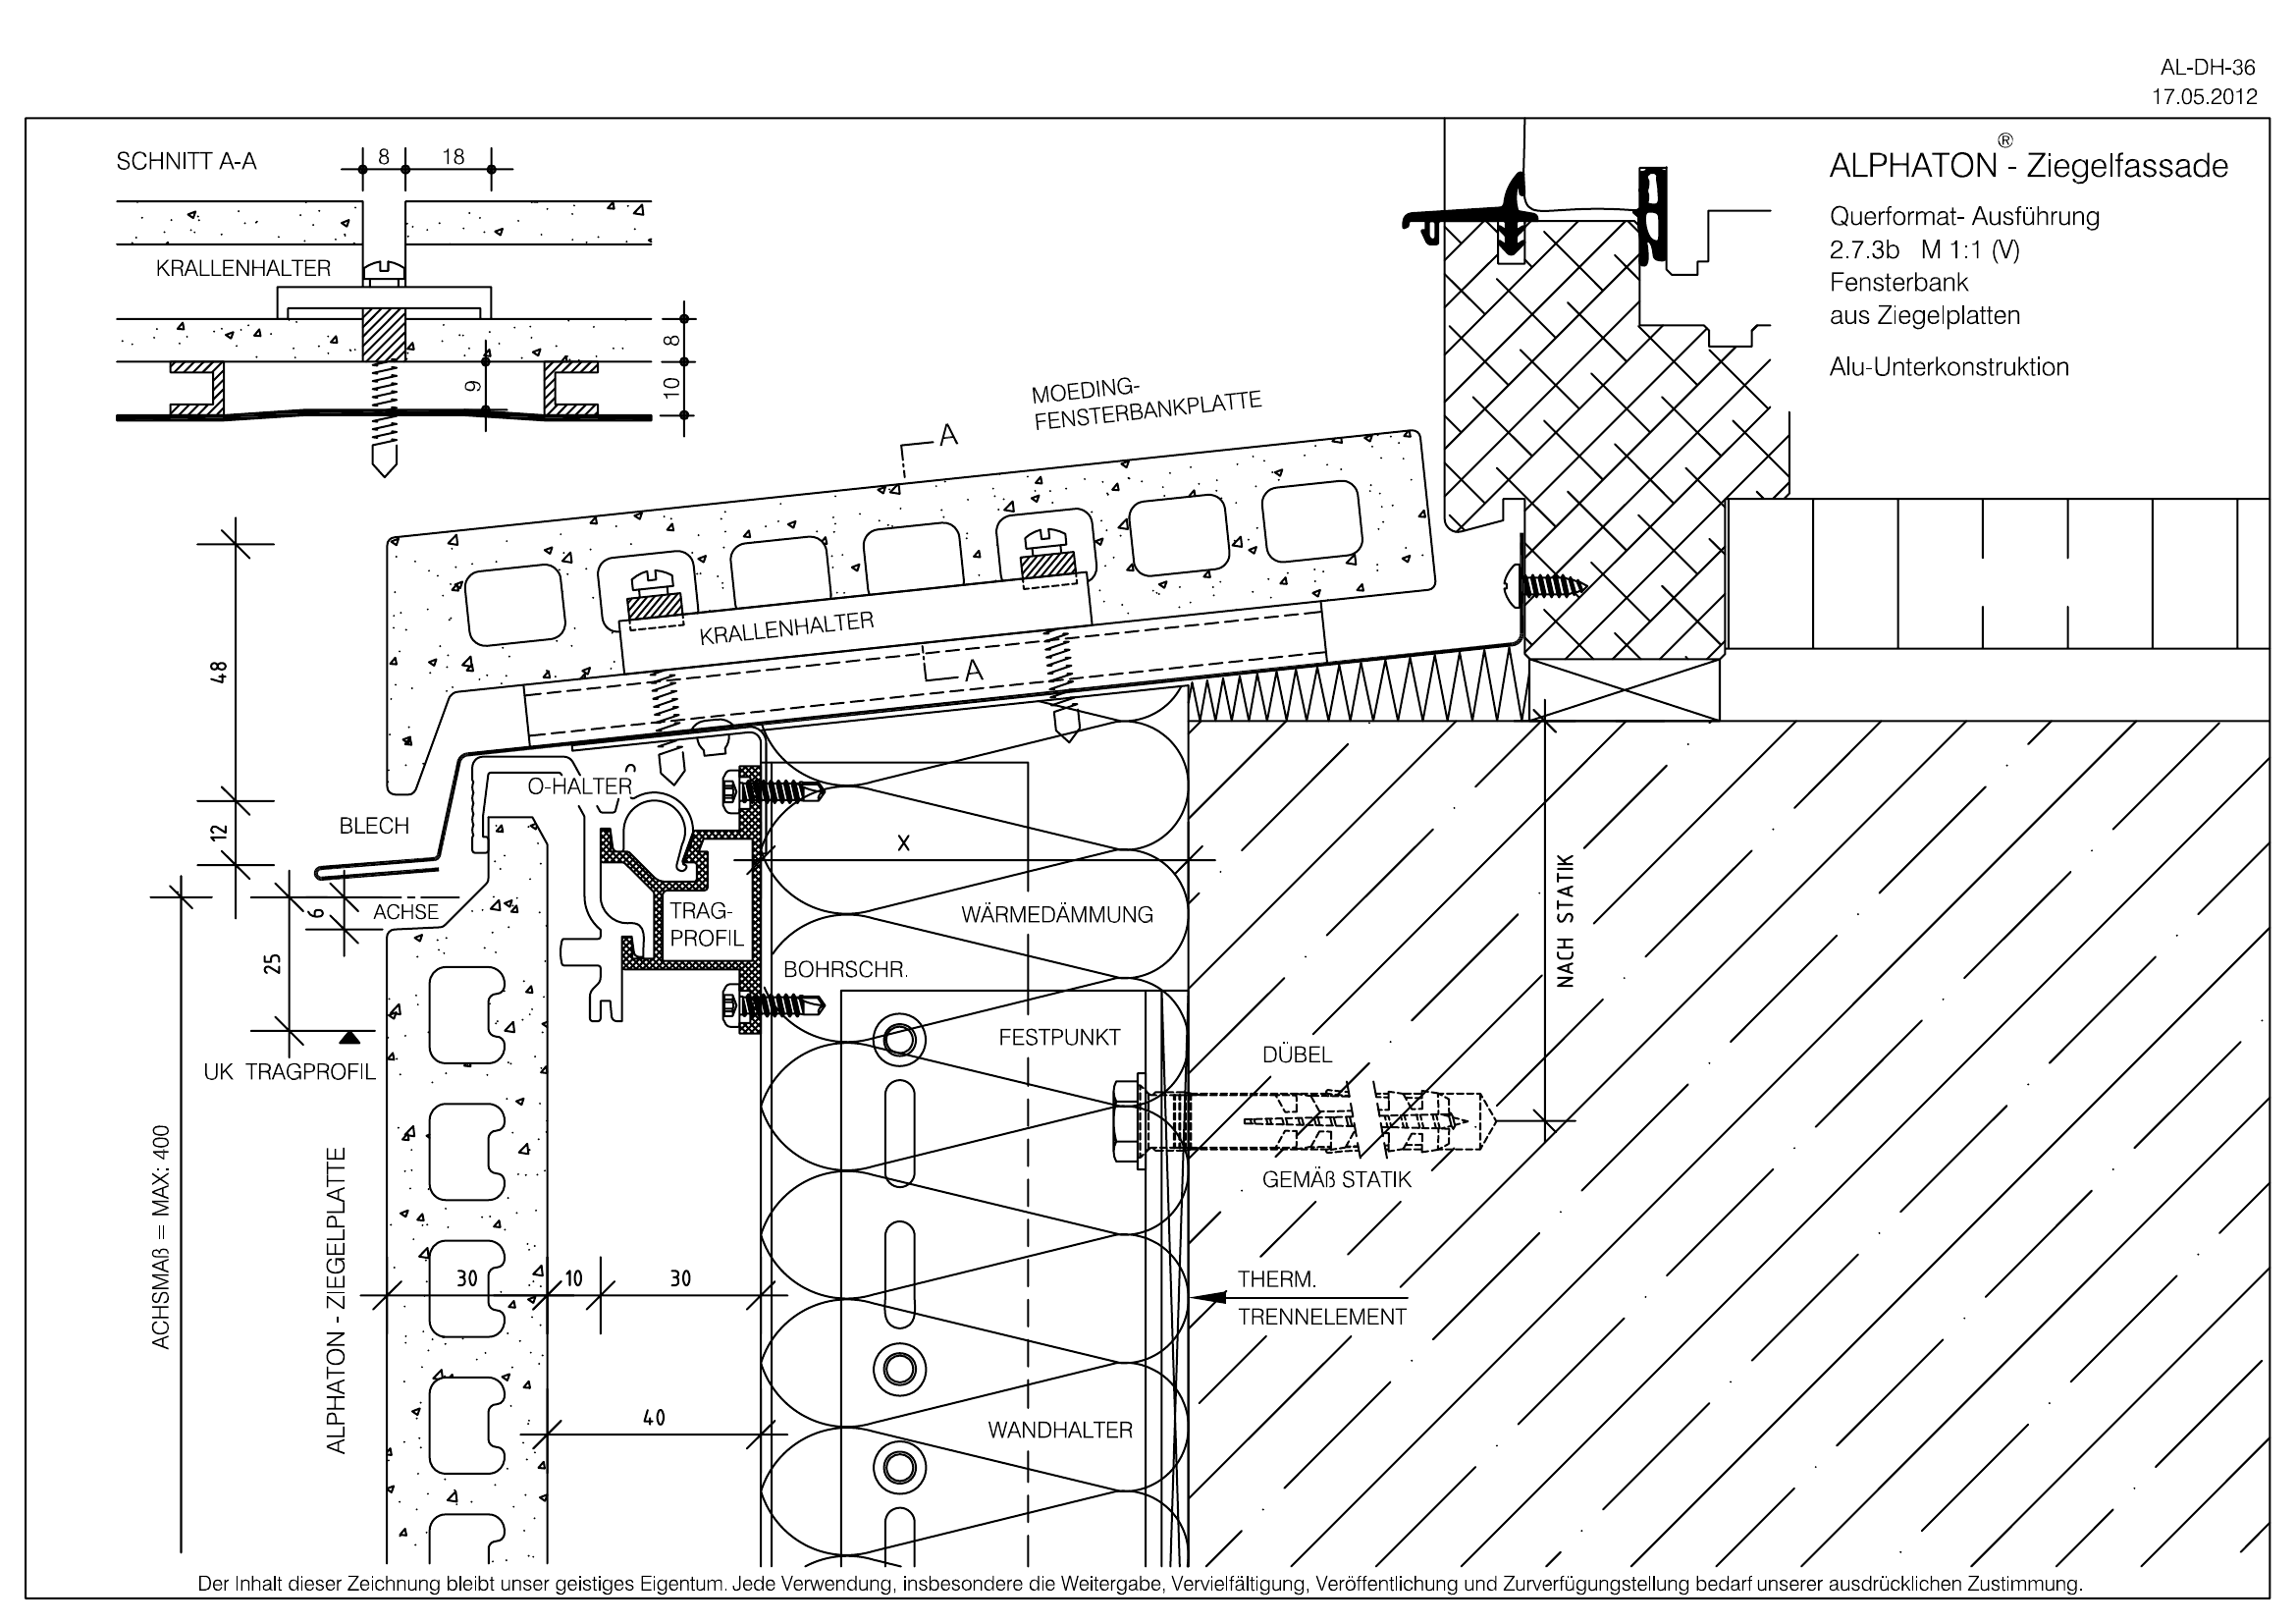 AL-DH-36
17.05.2012
ALPHATON® - Ziegelfassade
Querformat- Ausführung
2.7.3b M 1:1 (V)
Fensterbank
aus Ziegelplatten
Alu-Unterkonstruktion
SCHNITT A-A
8
18
KRALLENHALTER
8
10
9
MOEDING-
FENSTERBANKPLATTE
A
KRALLENHALTER
A
48
12
O-HALTER
BLECH
X
ACHSE
6
25
TRAG-
PROFIL
WÄRMEDÄMMUNG
NACH STATIK
BOHRSCHR.
FESTPUNKT
DÜBEL
UK TRAGPROFIL
GEMÄß STATIK
ACHSMAß = MAX: 400
ALPHATON - ZIEGELPLATTE
30
10
30
THERM.
TRENNELEMENT
40
WANDHALTER
Der Inhalt dieser Zeichnung bleibt unser geistiges Eigentum. Jede Verwendung, insbesondere die Weitergabe, Vervielfältigung, Veröffentlichung und Zurverfügungstellung bedarf unserer ausdrücklichen Zustimmung.